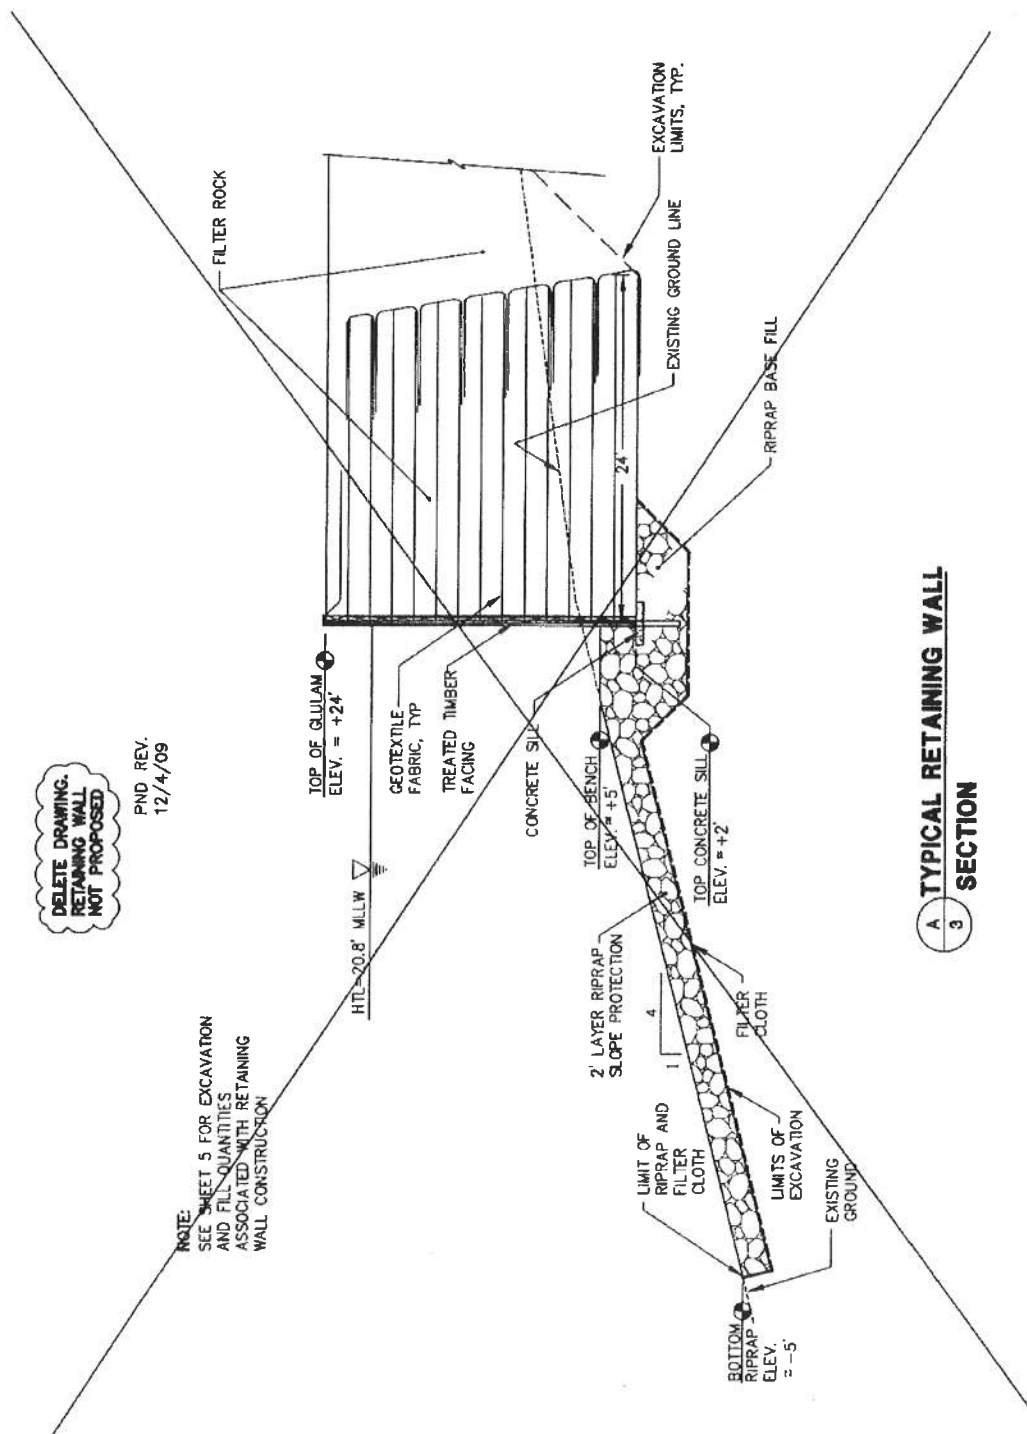 DELETE DRAWING.
RETAINING WALL
NOT PROPOSED
PND REV.
12/4/09
NOTE:
SEE SHEET 5 FOR EXCAVATION
AND FILL QUANTITIES
ASSOCIATED WITH RETAINING
WALL CONSTRUCTION
HTL=20.8' MLLW
TOP OF GLULAM
ELEV. = +24'
GEOTEXTILE
FABRIC, TYP
TREATED TIMBER
FACING
CONCRETE SILL
TOP OF BENCH
ELEV. = +5'
TOP CONCRETE SILL
ELEV. = +2'
FILTER ROCK
EXCAVATION
LIMITS, TYP.
EXISTING GROUND LINE
24'
RIPRAP BASE FILL
2' LAYER RIPRAP
SLOPE PROTECTION
4
1
FILTER
CLOTH
LIMIT OF
RIPRAP AND
FILTER
CLOTH
LIMITS OF
EXCAVATION
EXISTING
GROUND
BOTTOM
RIPRAP
ELEV.
= -5'
A
3
TYPICAL RETAINING WALL
SECTION